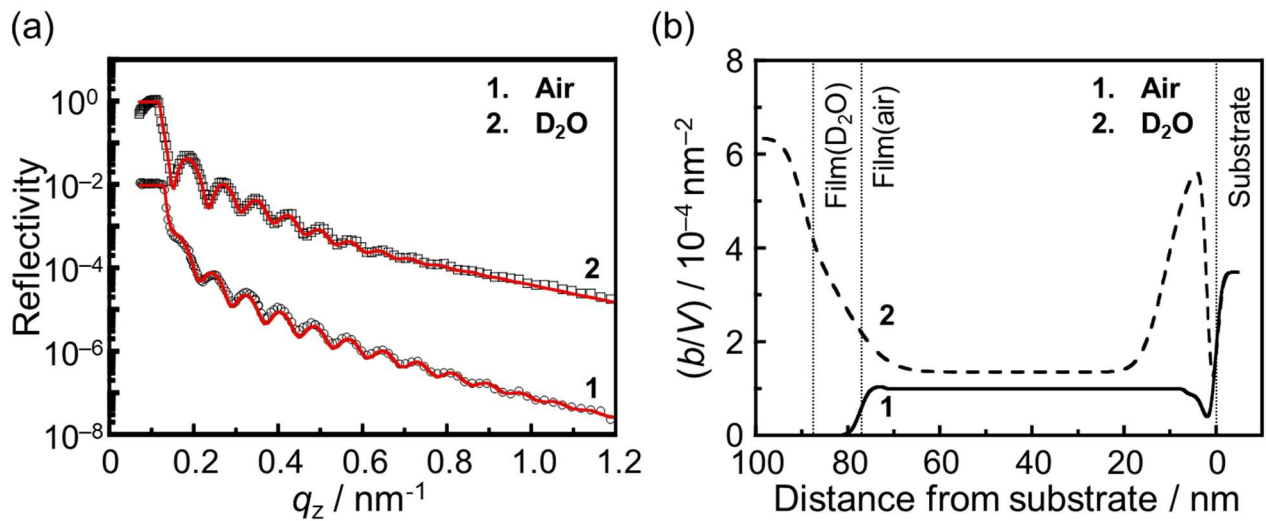 (a)
Reflectivity
10⁰
10⁻²
10⁻⁴
10⁻⁶
10⁻⁸
0
0.2
0.4
0.6
0.8
1.0
1.2
q_z / nm⁻¹
1. Air
2. D₂O
2
1
(b)
(b/V) / 10⁻⁴ nm⁻²
8
6
4
2
0
100
80
60
40
20
0
Distance from substrate / nm
Film(D₂O)
Film(air)
1. Air
2. D₂O
Substrate
2
1